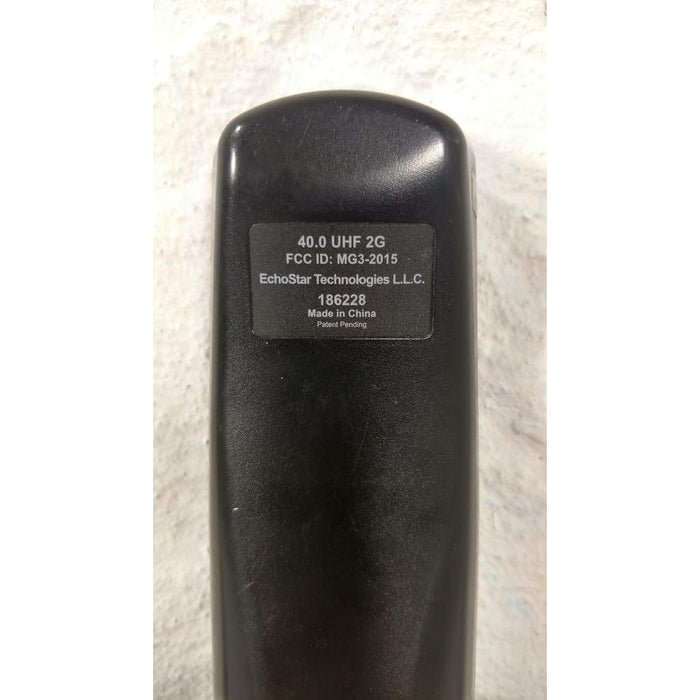 40.0 UHF 2G
FCC ID: MG3-2015
EchoStar Technologies L.L.C.
186228
Made in China
Patent Pending